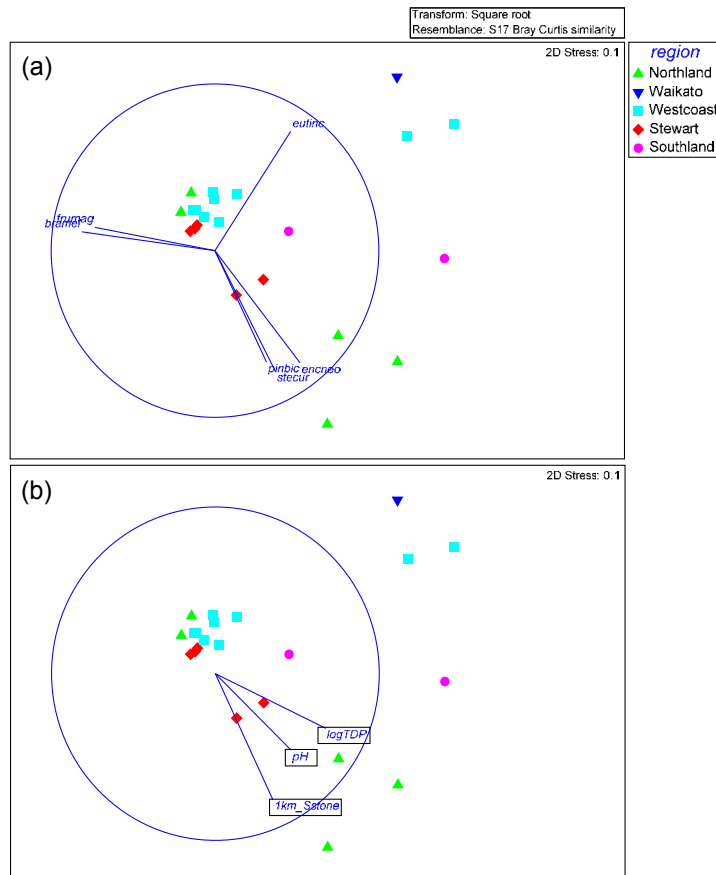 Transform: Square root
Resemblance: S17 Bray Curtis similarity
(a)
2D Stress: 0.1
region
Northland
Waikato
Westcoast
Stewart
Southland
eutinc
frumag
bramel
pinbic
encneo
stecur
(b)
2D Stress: 0.1
logTDP
pH
1km_Sstone